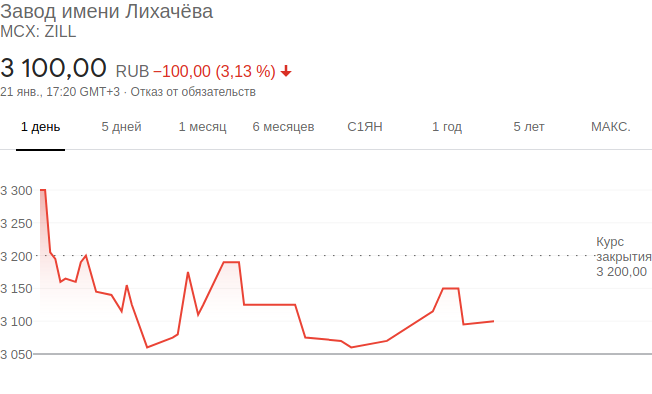 Завод имени Лихачёва
MCX: ZILL
3 100,00 RUB −100,00 (3,13 %)
21 янв., 17:20 GMT+3 · Отказ от обязательств
1 день 5 дней 1 месяц 6 месяцев С1ЯН 1 год 5 лет МАКС.
3 300
3 250
3 200
3 150
3 100
3 050
Курс
закрытия
3 200,00